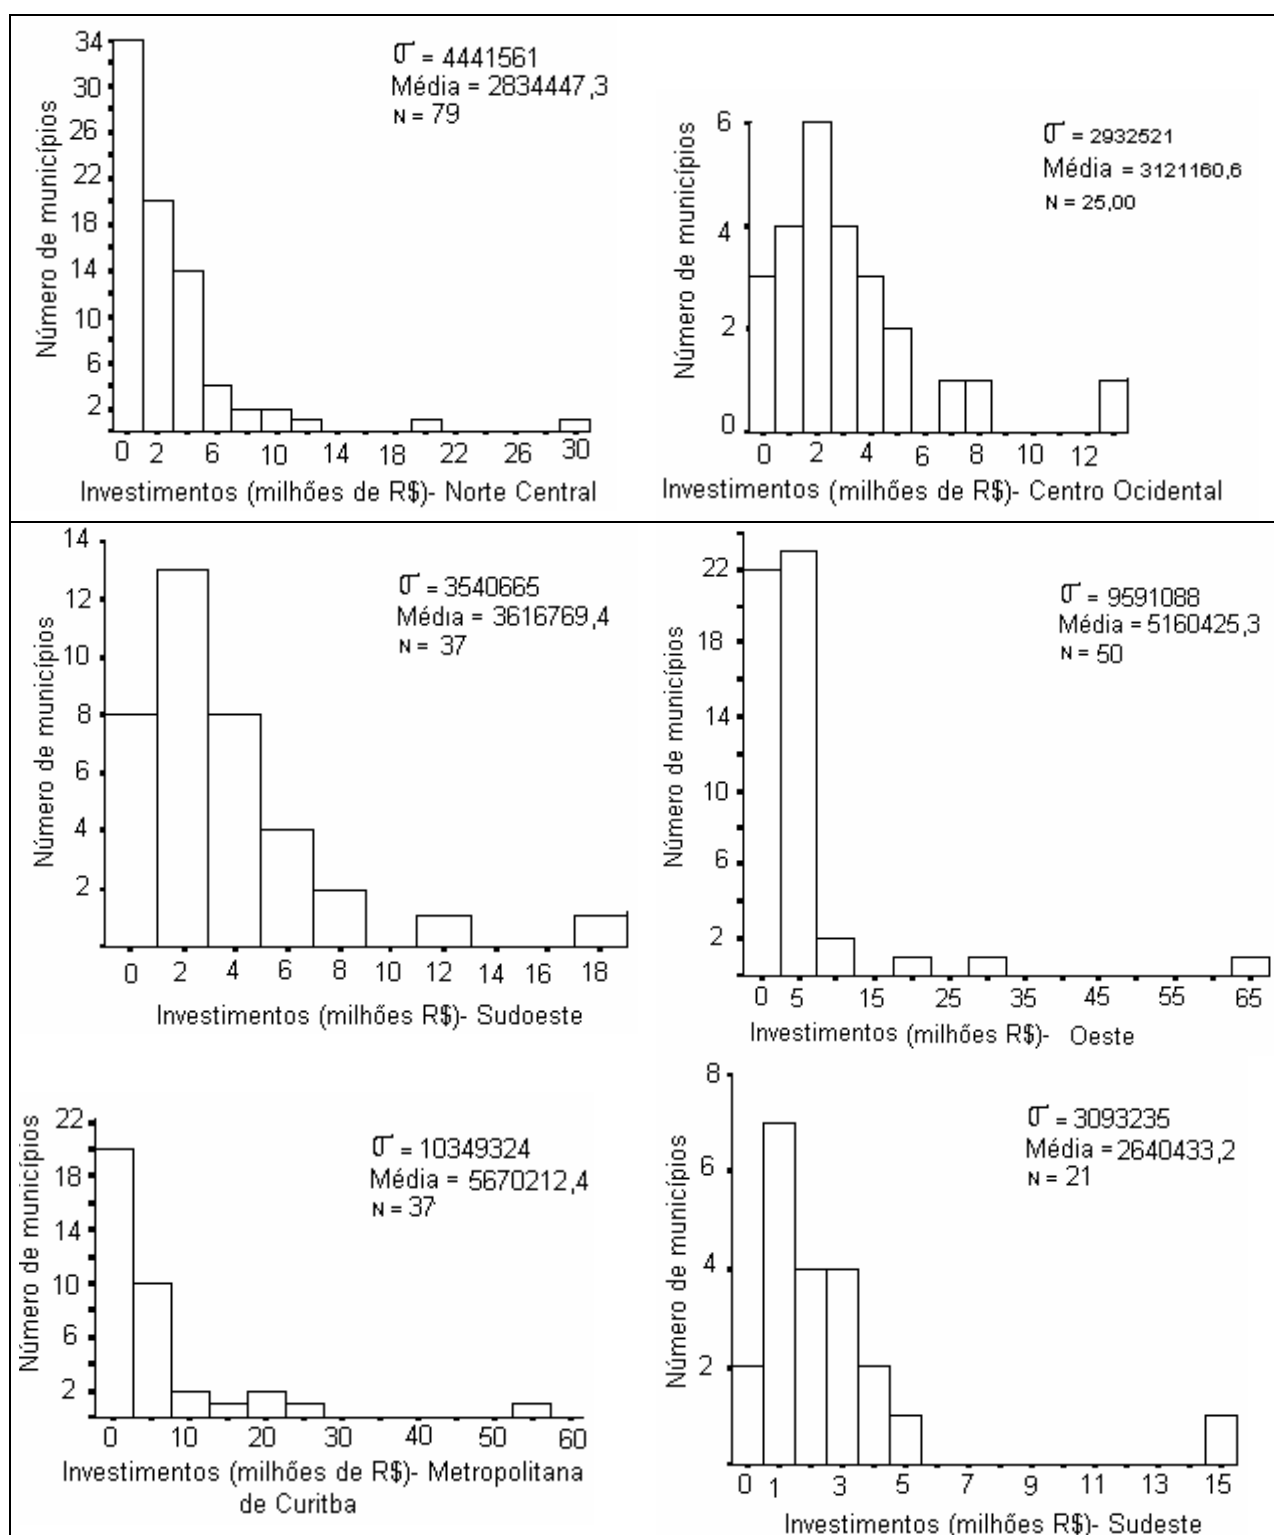 34
30
26
22
18
14
10
6
2
Número de municípios
σ = 4441561
Média = 2834447,3
N = 79
0 2 6 10 14 18 22 26 30
Investimentos (milhões de R$)- Norte Central
6
4
2
0
Número de municípios
σ = 2932521
Média = 3121160,6
N = 25,00
0 2 4 6 8 10 12
Investimentos (milhões de R$)- Centro Ocidental
14
12
10
8
6
4
2
Número de municípios
σ = 3540665
Média = 3616769,4
N = 37
0 2 4 6 8 10 12 14 16 18
Investimentos (milhões R$)- Sudoeste
22
18
14
10
6
2
Número de municípios
σ = 9591088
Média = 5160425,3
N = 50
0 5 15 25 35 45 55 65
Investimentos (milhões R$)- Oeste
22
18
14
10
6
2
Número de municípios
σ = 10349324
Média = 5670212,4
N = 37
0 10 20 30 40 50 60
Investimentos (milhões de R$)- Metropolitana
de Curitba
8
6
4
2
Número de municípios
σ = 3093235
Média = 2640433,2
N = 21
0 1 3 5 7 9 11 13 15
Investimentos (milhões R$)- Sudeste